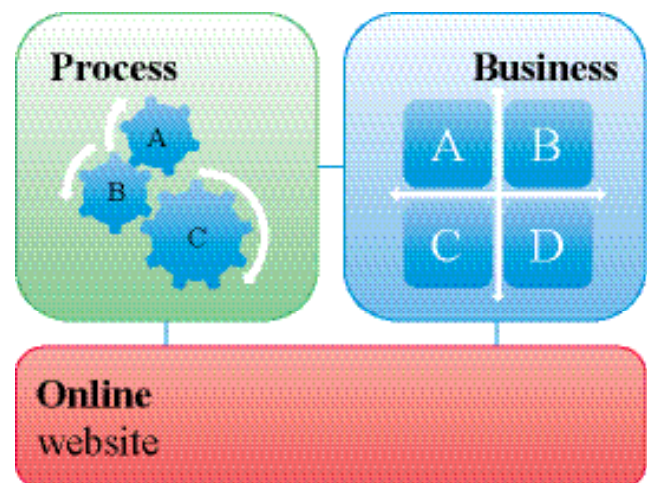 Process
A
B
C
Business
A B
C D
Online
website